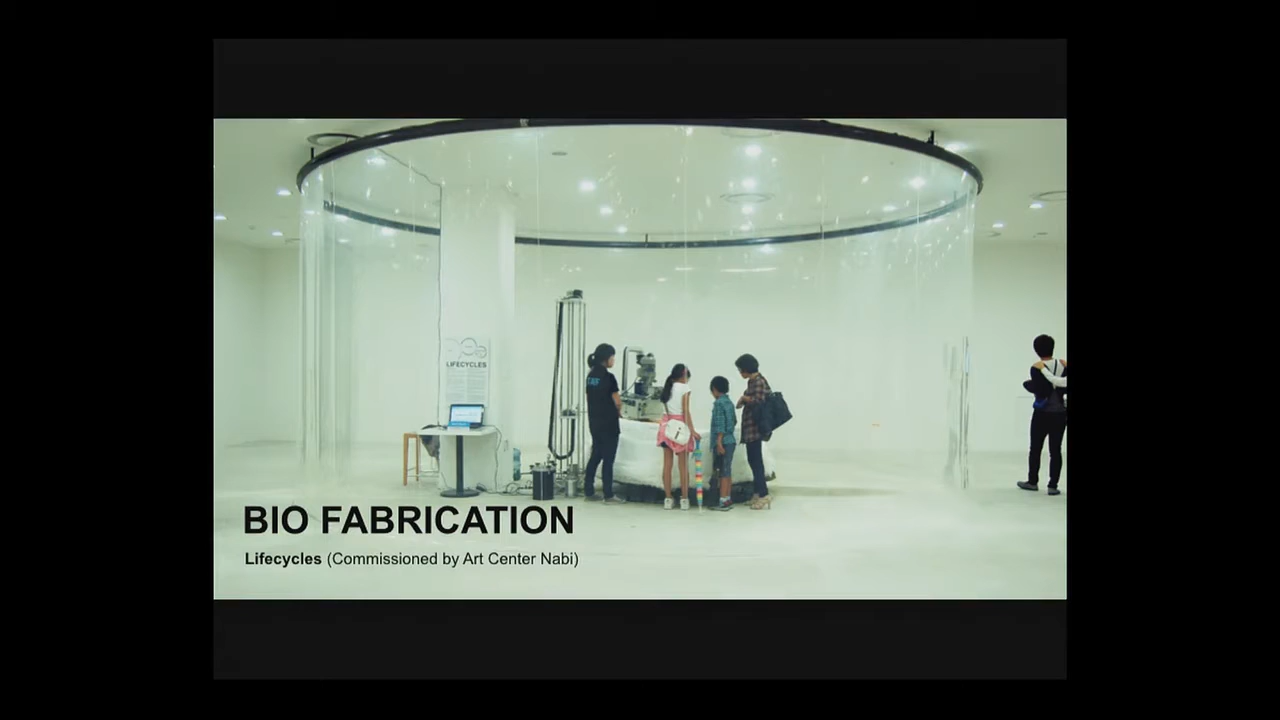 LIFECYCLES
BIO FABRICATION
Lifecycles (Commissioned by Art Center Nabi)